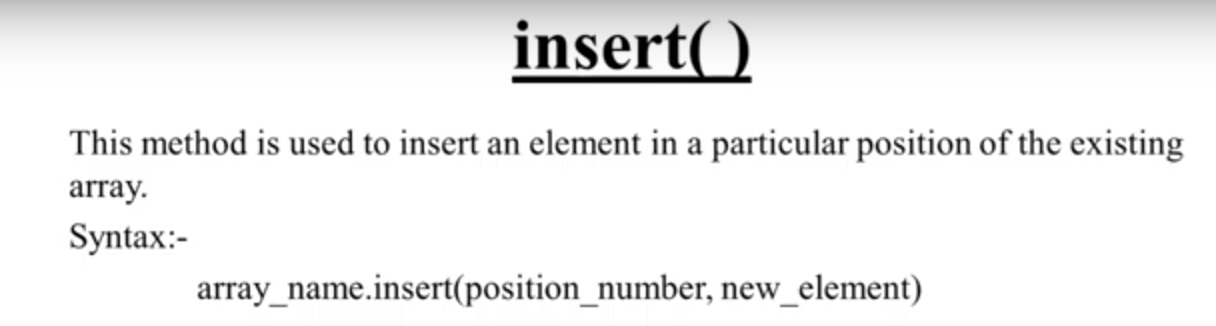 insert( )
This method is used to insert an element in a particular position of the existing
array.
Syntax:-
array_name.insert(position_number, new_element)